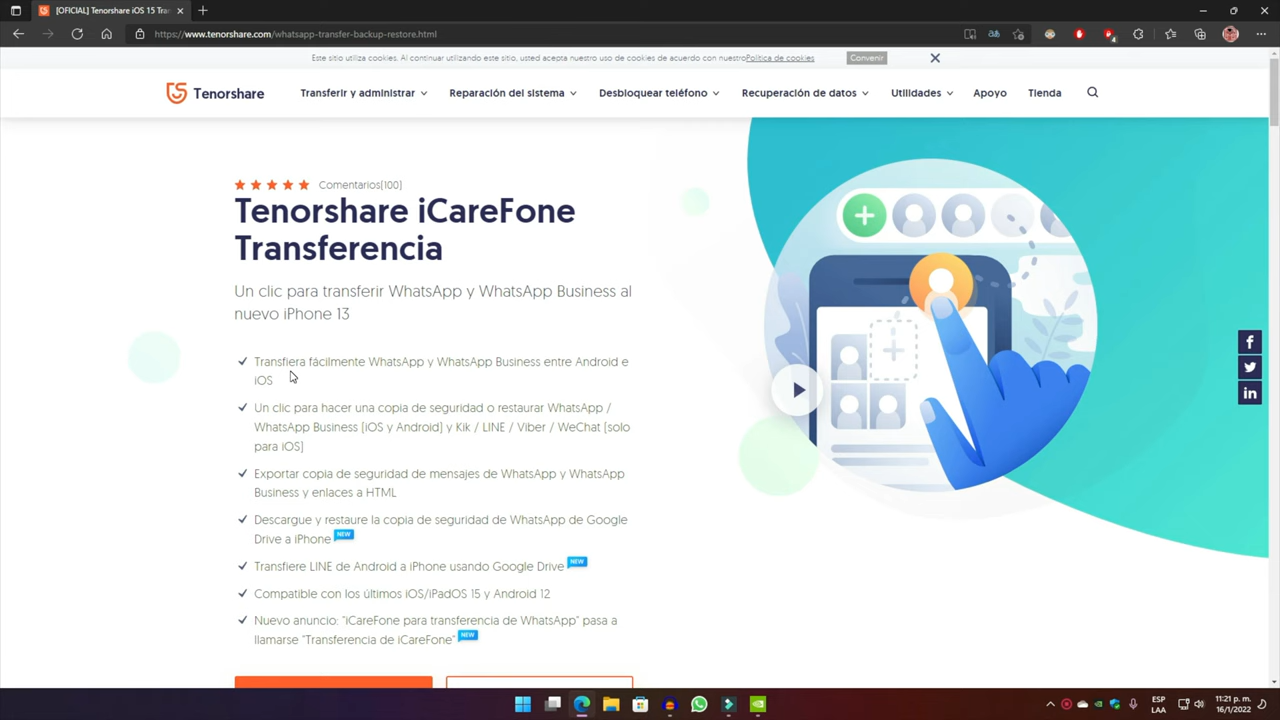 [OFICIAL] Tenorshare iOS 15 Tran
https://www.tenorshare.com/whatsapp-transfer-backup-restore.html
Este sitio utiliza cookies. Al continuar utilizando este sitio, usted acepta nuestro uso de cookies de acuerdo con nuestroPolítica de cookies
Convenir
Tenorshare
Transferir y administrar
Reparación del sistema
Desbloquear teléfono
Recuperación de datos
Utilidades
Apoyo
Tienda
Comentarios(100)
Tenorshare iCareFone
Transferencia
Un clic para transferir WhatsApp y WhatsApp Business al
nuevo iPhone 13
Transfiera fácilmente WhatsApp y WhatsApp Business entre Android e
iOS
Un clic para hacer una copia de seguridad o restaurar WhatsApp /
WhatsApp Business (iOS y Android) y Kik / LINE / Viber / WeChat (solo
para iOS)
Exportar copia de seguridad de mensajes de WhatsApp y WhatsApp
Business y enlaces a HTML
Descargue y restaure la copia de seguridad de WhatsApp de Google
Drive a iPhone NEW
Transfiere LINE de Android a iPhone usando Google Drive NEW
Compatible con los últimos iOS/iPadOS 15 y Android 12
Nuevo anuncio: "iCareFone para transferencia de WhatsApp" pasa a
llamarse "Transferencia de iCareFone" NEW
ESP
LAA
11:21 p. m.
16/1/2022